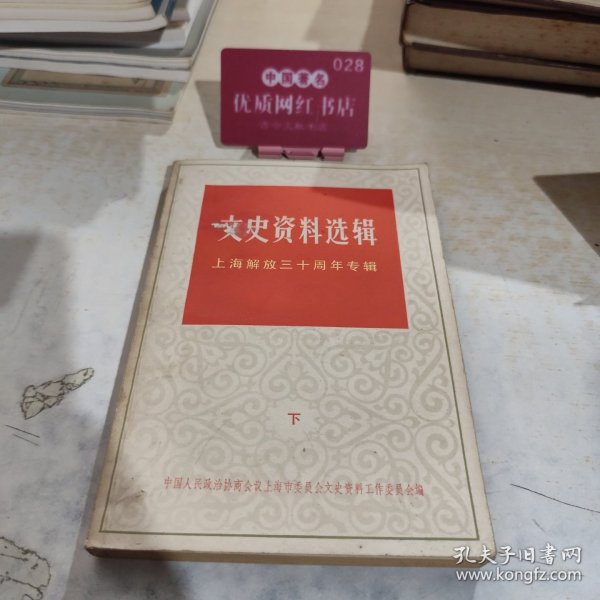 028
中国著名
优质网红书店
文史资料选辑
上海解放三十周年专辑
下
中国人民政治协商会议上海市委员会文史资料工作委员会编
孔夫子旧书网
www.kongfz.com